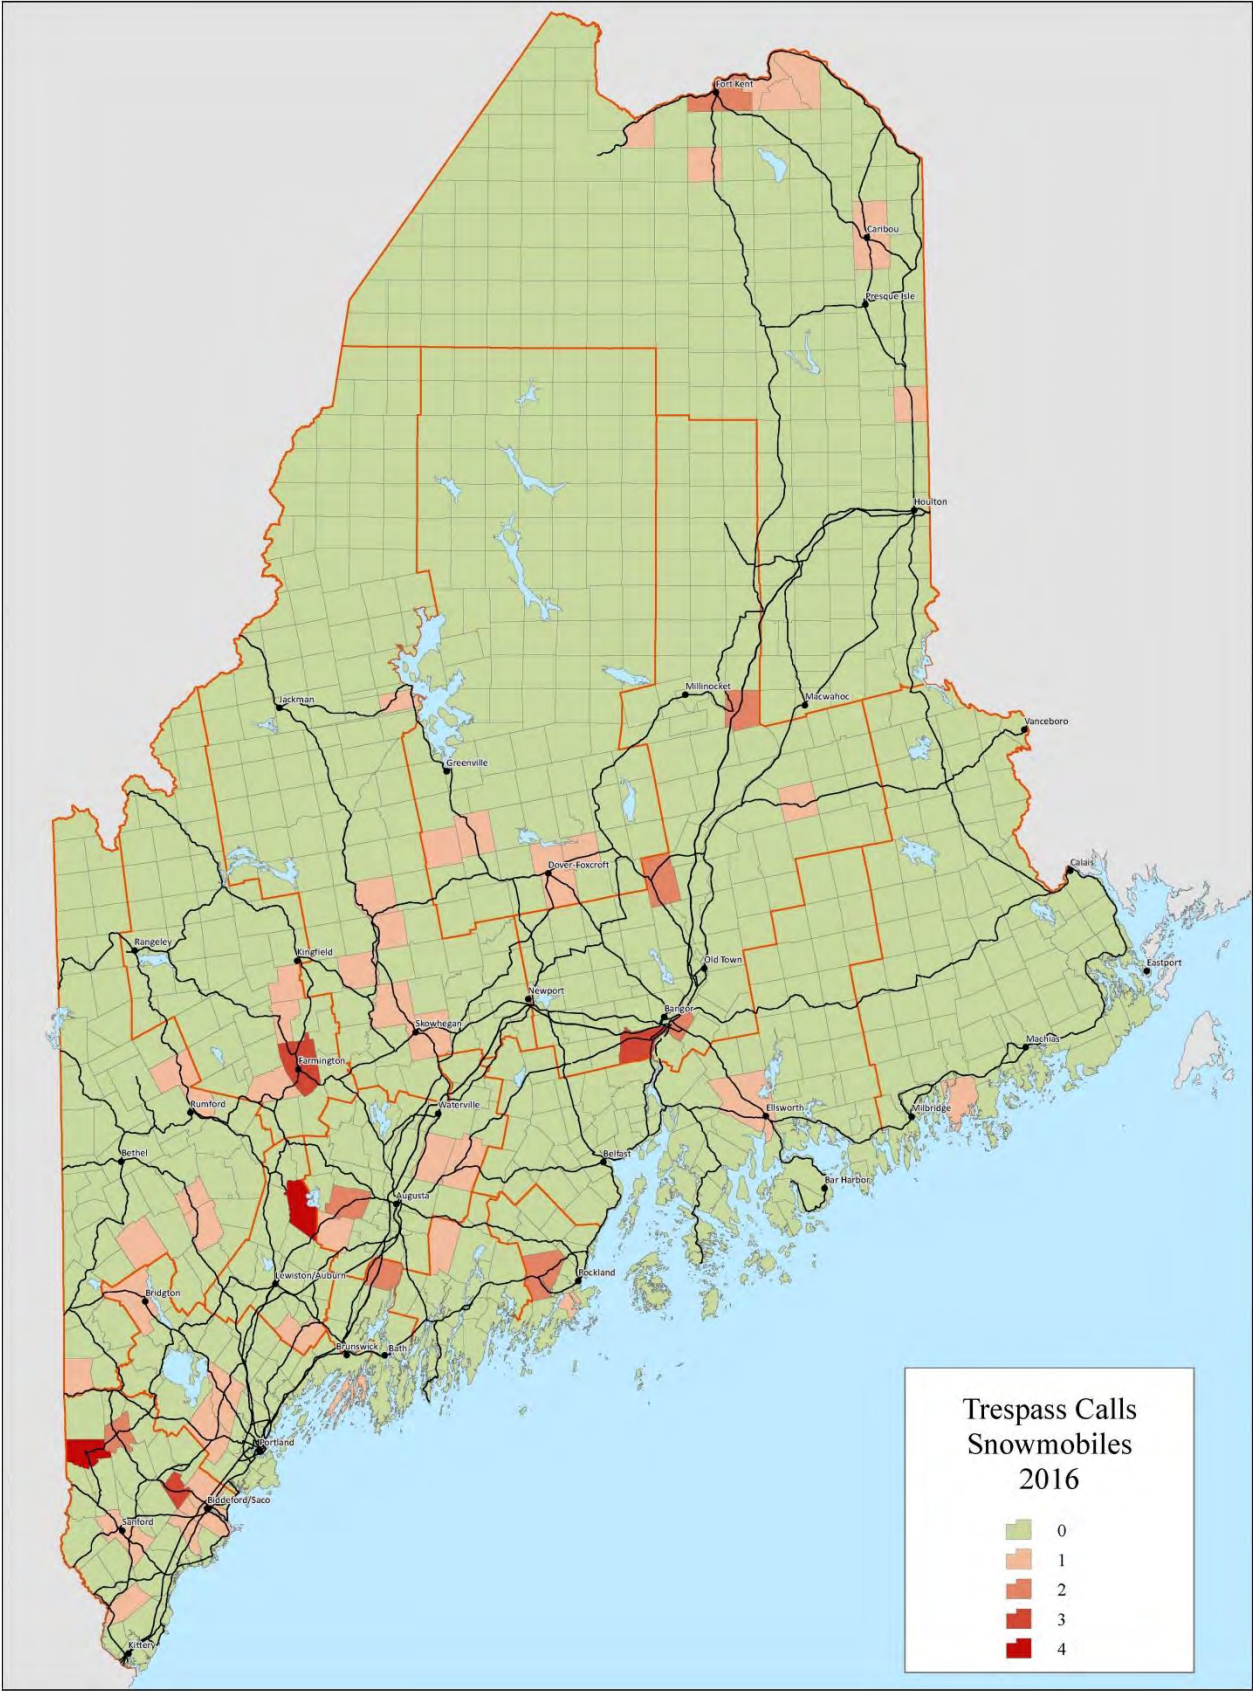 Fort Kent
Caribou
Presque Isle
Houlton
Millinocket
Macwahoc
Jackman
Vanceboro
Greenville
Dover-Foxcroft
Calais
Rangeley
Kingfield
Old Town
Eastport
Newport
Bangor
Skowhegan
Machias
Farmington
Rumford
Waterville
Ellsworth
Milbridge
Bethel
Belfast
Bar Harbor
Augusta
Lewiston/Auburn
Rockland
Bridgton
Brunswick
Bath
Portland
Biddeford/Saco
Sanford
Kittery
Trespass Calls
Snowmobiles
2016
0
1
2
3
4